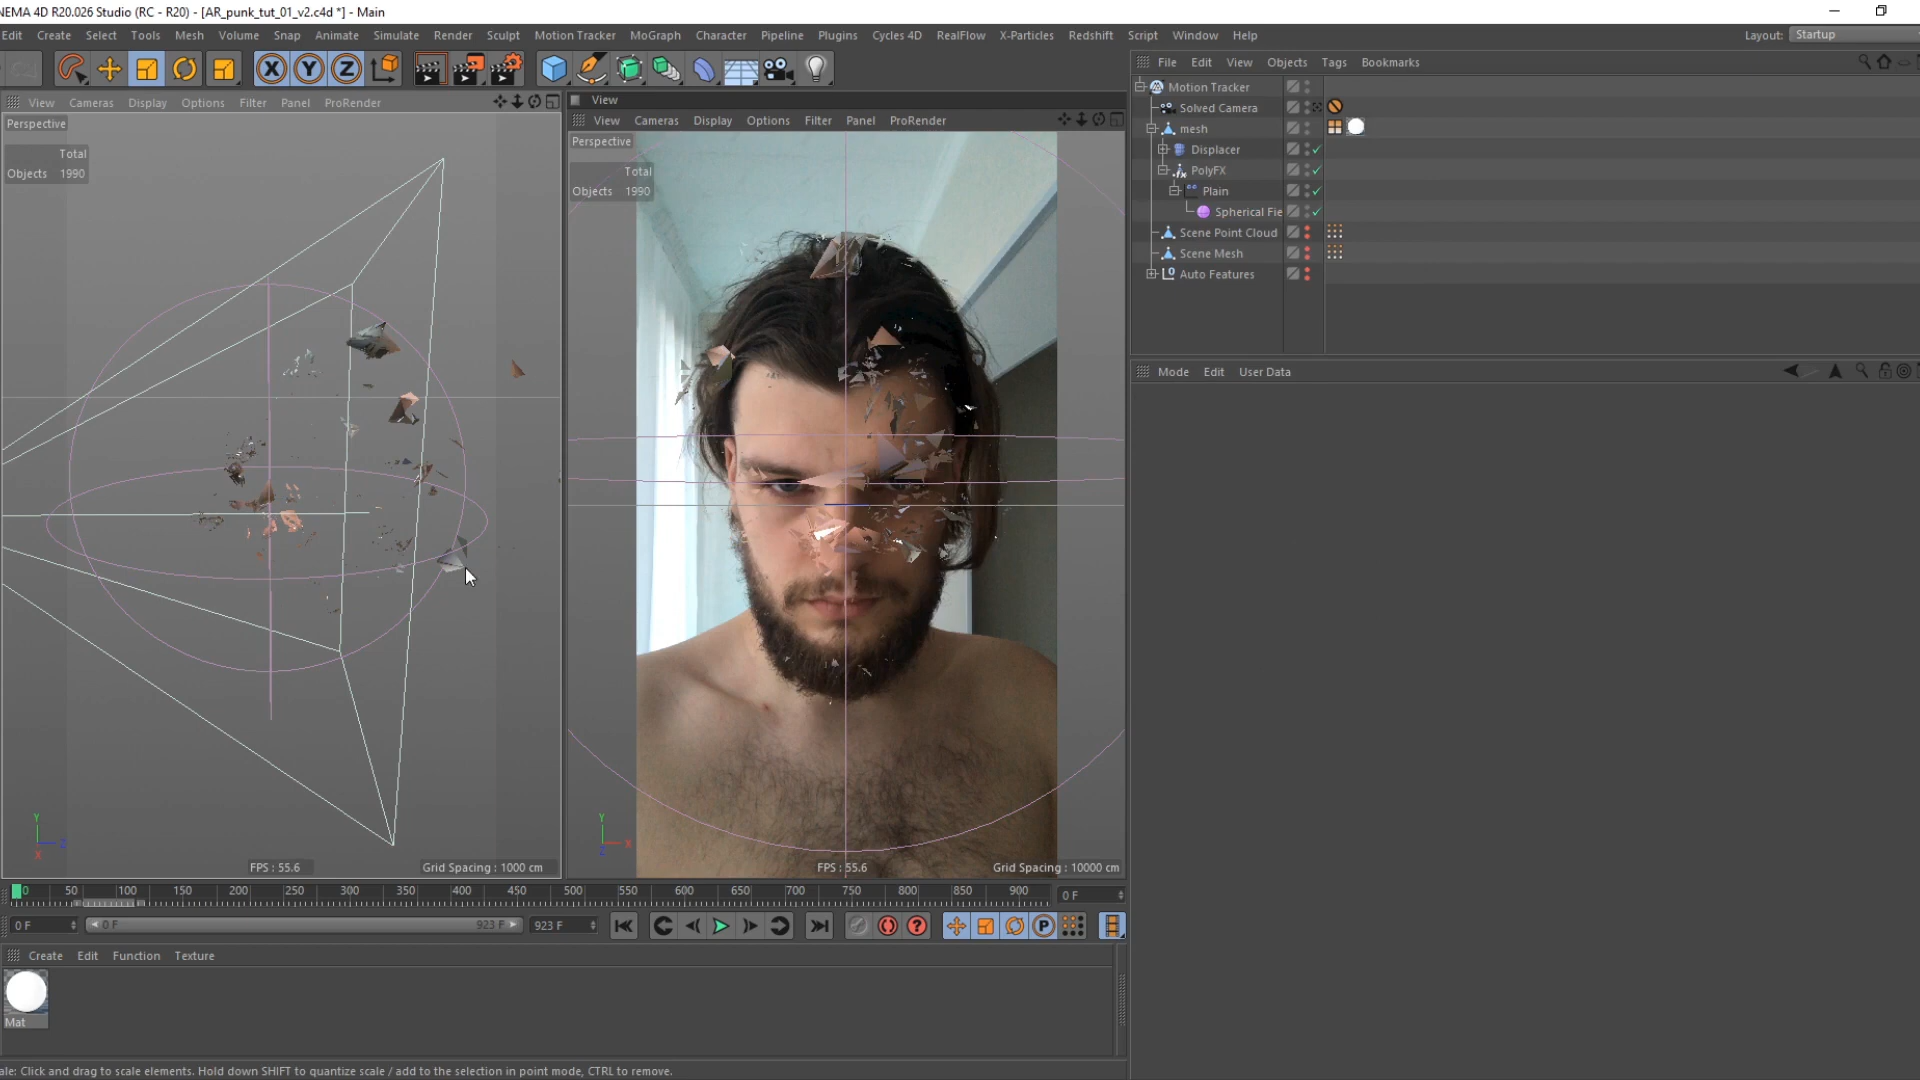 NEMA 4D R20.026 Studio (RC - R20) - [AR_punk_tut_01_v2.c4d *] - Main
Edit Create Select Tools Mesh Volume Snap Animate Simulate Render Sculpt Motion Tracker MoGraph Character Pipeline Plugins Cycles 4D RealFlow X-Particles Redshift Script Window Help Layout: Startup
X Y Z
File Edit View Objects Tags Bookmarks
View Cameras Display Options Filter Panel ProRender
Perspective
Total
Objects 1990
View
View Cameras Display Options Filter Panel ProRender
Perspective
Total
Objects 1990
Motion Tracker
Solved Camera
mesh
Displacer
PolyFX
Plain
Spherical Fie
Scene Point Cloud
Scene Mesh
Auto Features
Mode Edit User Data
Y
Z
X
FPS : 55.6
Grid Spacing : 1000 cm
Y
X
Z
FPS : 55.6
Grid Spacing : 10000 cm
0 50 100 150 200 250 300 350 400 450 500 550 600 650 700 750 800 850 900 0 F
0 F 0 F 923 F 923 F ? P
Create Edit Function Texture
Mat
ale: Click and drag to scale elements. Hold down SHIFT to quantize scale / add to the selection in point mode, CTRL to remove.